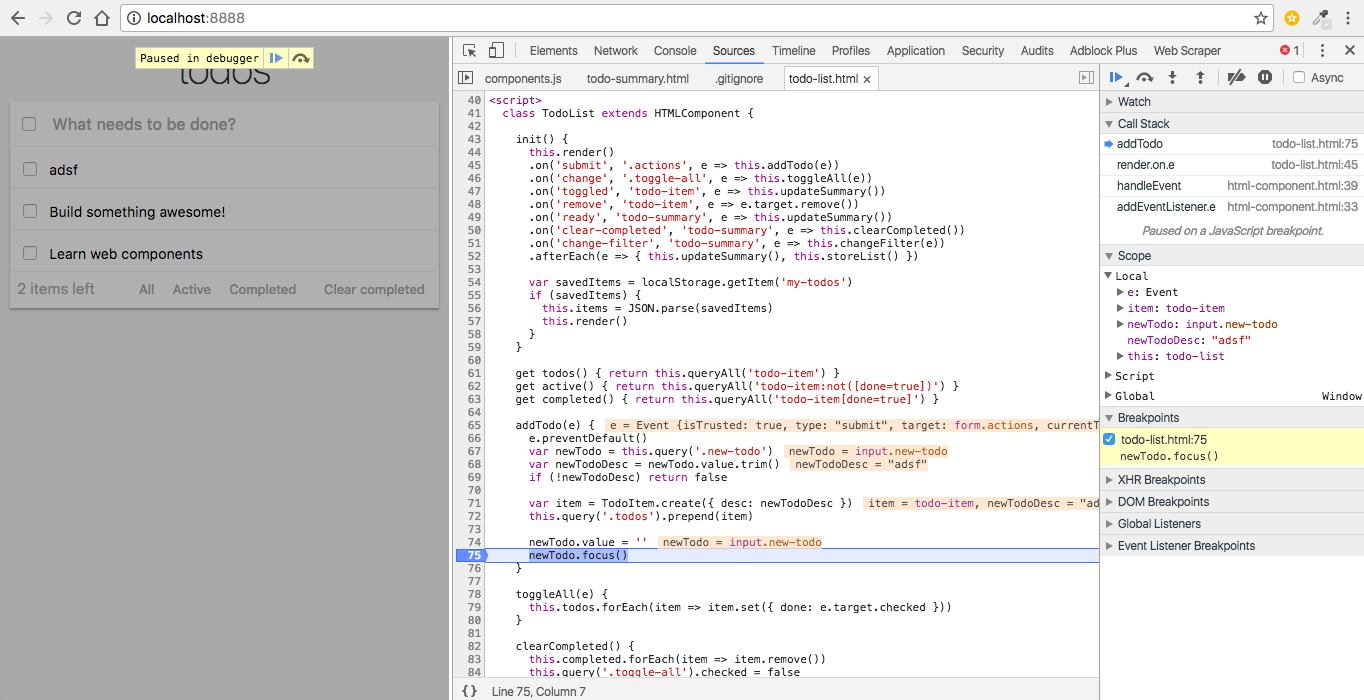 localhost:8888
Paused in debugger
todos
What needs to be done?
adsf
Build something awesome!
Learn web components
2 items left All Active Completed Clear completed
Elements Network Console Sources Timeline Profiles Application Security Audits Adblock Plus Web Scraper 1
components.js todo-summary.html .gitignore todo-list.html
Async
40 <script>
41 class TodoList extends HTMLComponent {
42
43 init() {
44 this.render()
45 .on('submit', '.actions', e => this.addTodo(e))
46 .on('change', '.toggle-all', e => this.toggleAll(e))
47 .on('toggled', 'todo-item', e => this.updateSummary())
48 .on('remove', 'todo-item', e => e.target.remove())
49 .on('ready', 'todo-summary', e => this.updateSummary())
50 .on('clear-completed', 'todo-summary', e => this.clearCompleted())
51 .on('change-filter', 'todo-summary', e => this.changeFilter(e))
52 .afterEach(e => { this.updateSummary(), this.storeList() })
53
54 var savedItems = localStorage.getItem('my-todos')
55 if (savedItems) {
56 this.items = JSON.parse(savedItems)
57 this.render()
58 }
59 }
60
61 get todos() { return this.queryAll('todo-item') }
62 get active() { return this.queryAll('todo-item:not([done=true])') }
63 get completed() { return this.queryAll('todo-item[done=true]') }
64
65 addTodo(e) { e = Event {isTrusted: true, type: "submit", target: form.actions, currentT
66 e.preventDefault()
67 var newTodo = this.query('.new-todo') newTodo = input.new-todo
68 var newTodoDesc = newTodo.value.trim() newTodoDesc = "adsf"
69 if (!newTodoDesc) return false
70
71 var item = TodoItem.create({ desc: newTodoDesc }) item = todo-item, newTodoDesc = "ad
72 this.query('.todos').prepend(item)
73
74 newTodo.value = '' newTodo = input.new-todo
75 newTodo.focus()
76 }
77
78 toggleAll(e) {
79 this.todos.forEach(item => item.set({ done: e.target.checked }))
80 }
81
82 clearCompleted() {
83 this.completed.forEach(item => item.remove())
84 this.query('.toggle-all').checked = false
{} Line 75, Column 7
Watch
Call Stack
addTodo todo-list.html:75
render.on.e todo-list.html:45
handleEvent html-component.html:39
addEventListener.e html-component.html:33
Paused on a JavaScript breakpoint.
Scope
Local
e: Event
item: todo-item
newTodo: input.new-todo
newTodoDesc: "adsf"
this: todo-list
Script
Global Window
Breakpoints
todo-list.html:75
newTodo.focus()
XHR Breakpoints
DOM Breakpoints
Global Listeners
Event Listener Breakpoints